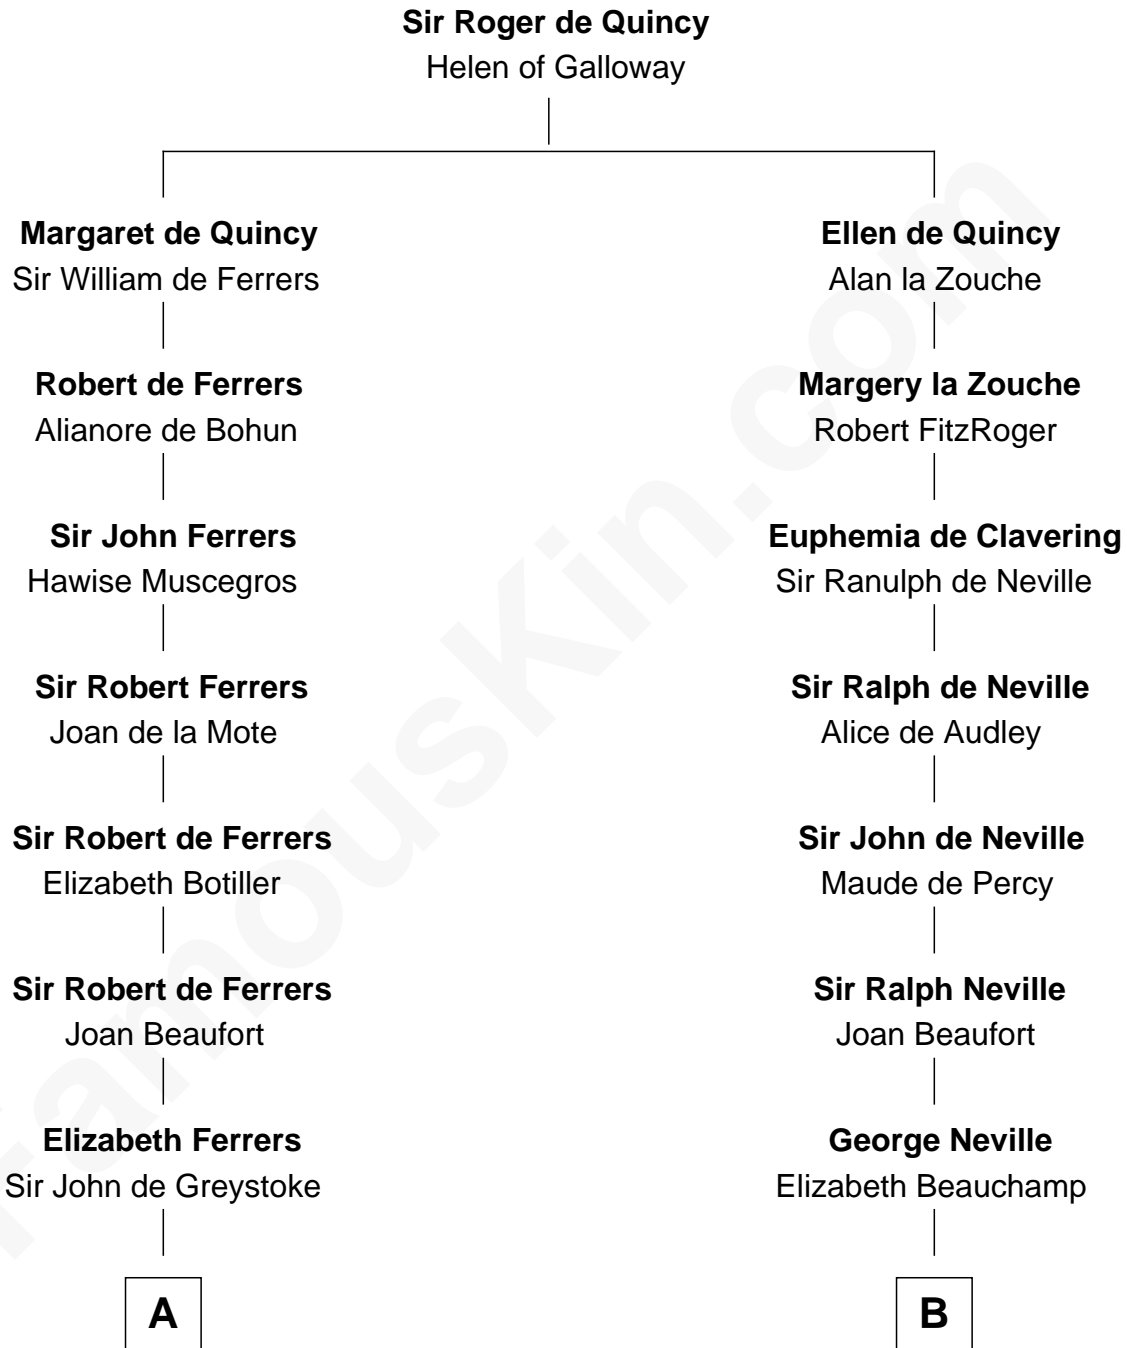 Sir Roger de Quincy
Helen of Galloway
Margaret de Quincy
Sir William de Ferrers
Ellen de Quincy
Alan la Zouche
Robert de Ferrers
Alianore de Bohun
Margery la Zouche
Robert FitzRoger
Sir John Ferrers
Hawise Muscegros
Euphemia de Clavering
Sir Ranulph de Neville
Sir Robert Ferrers
Joan de la Mote
Sir Ralph de Neville
Alice de Audley
Sir Robert de Ferrers
Elizabeth Botiller
Sir John de Neville
Maude de Percy
Sir Robert de Ferrers
Joan Beaufort
Sir Ralph Neville
Joan Beaufort
Elizabeth Ferrers
Sir John de Greystoke
George Neville
Elizabeth Beauchamp
A
B
FamousKin.com